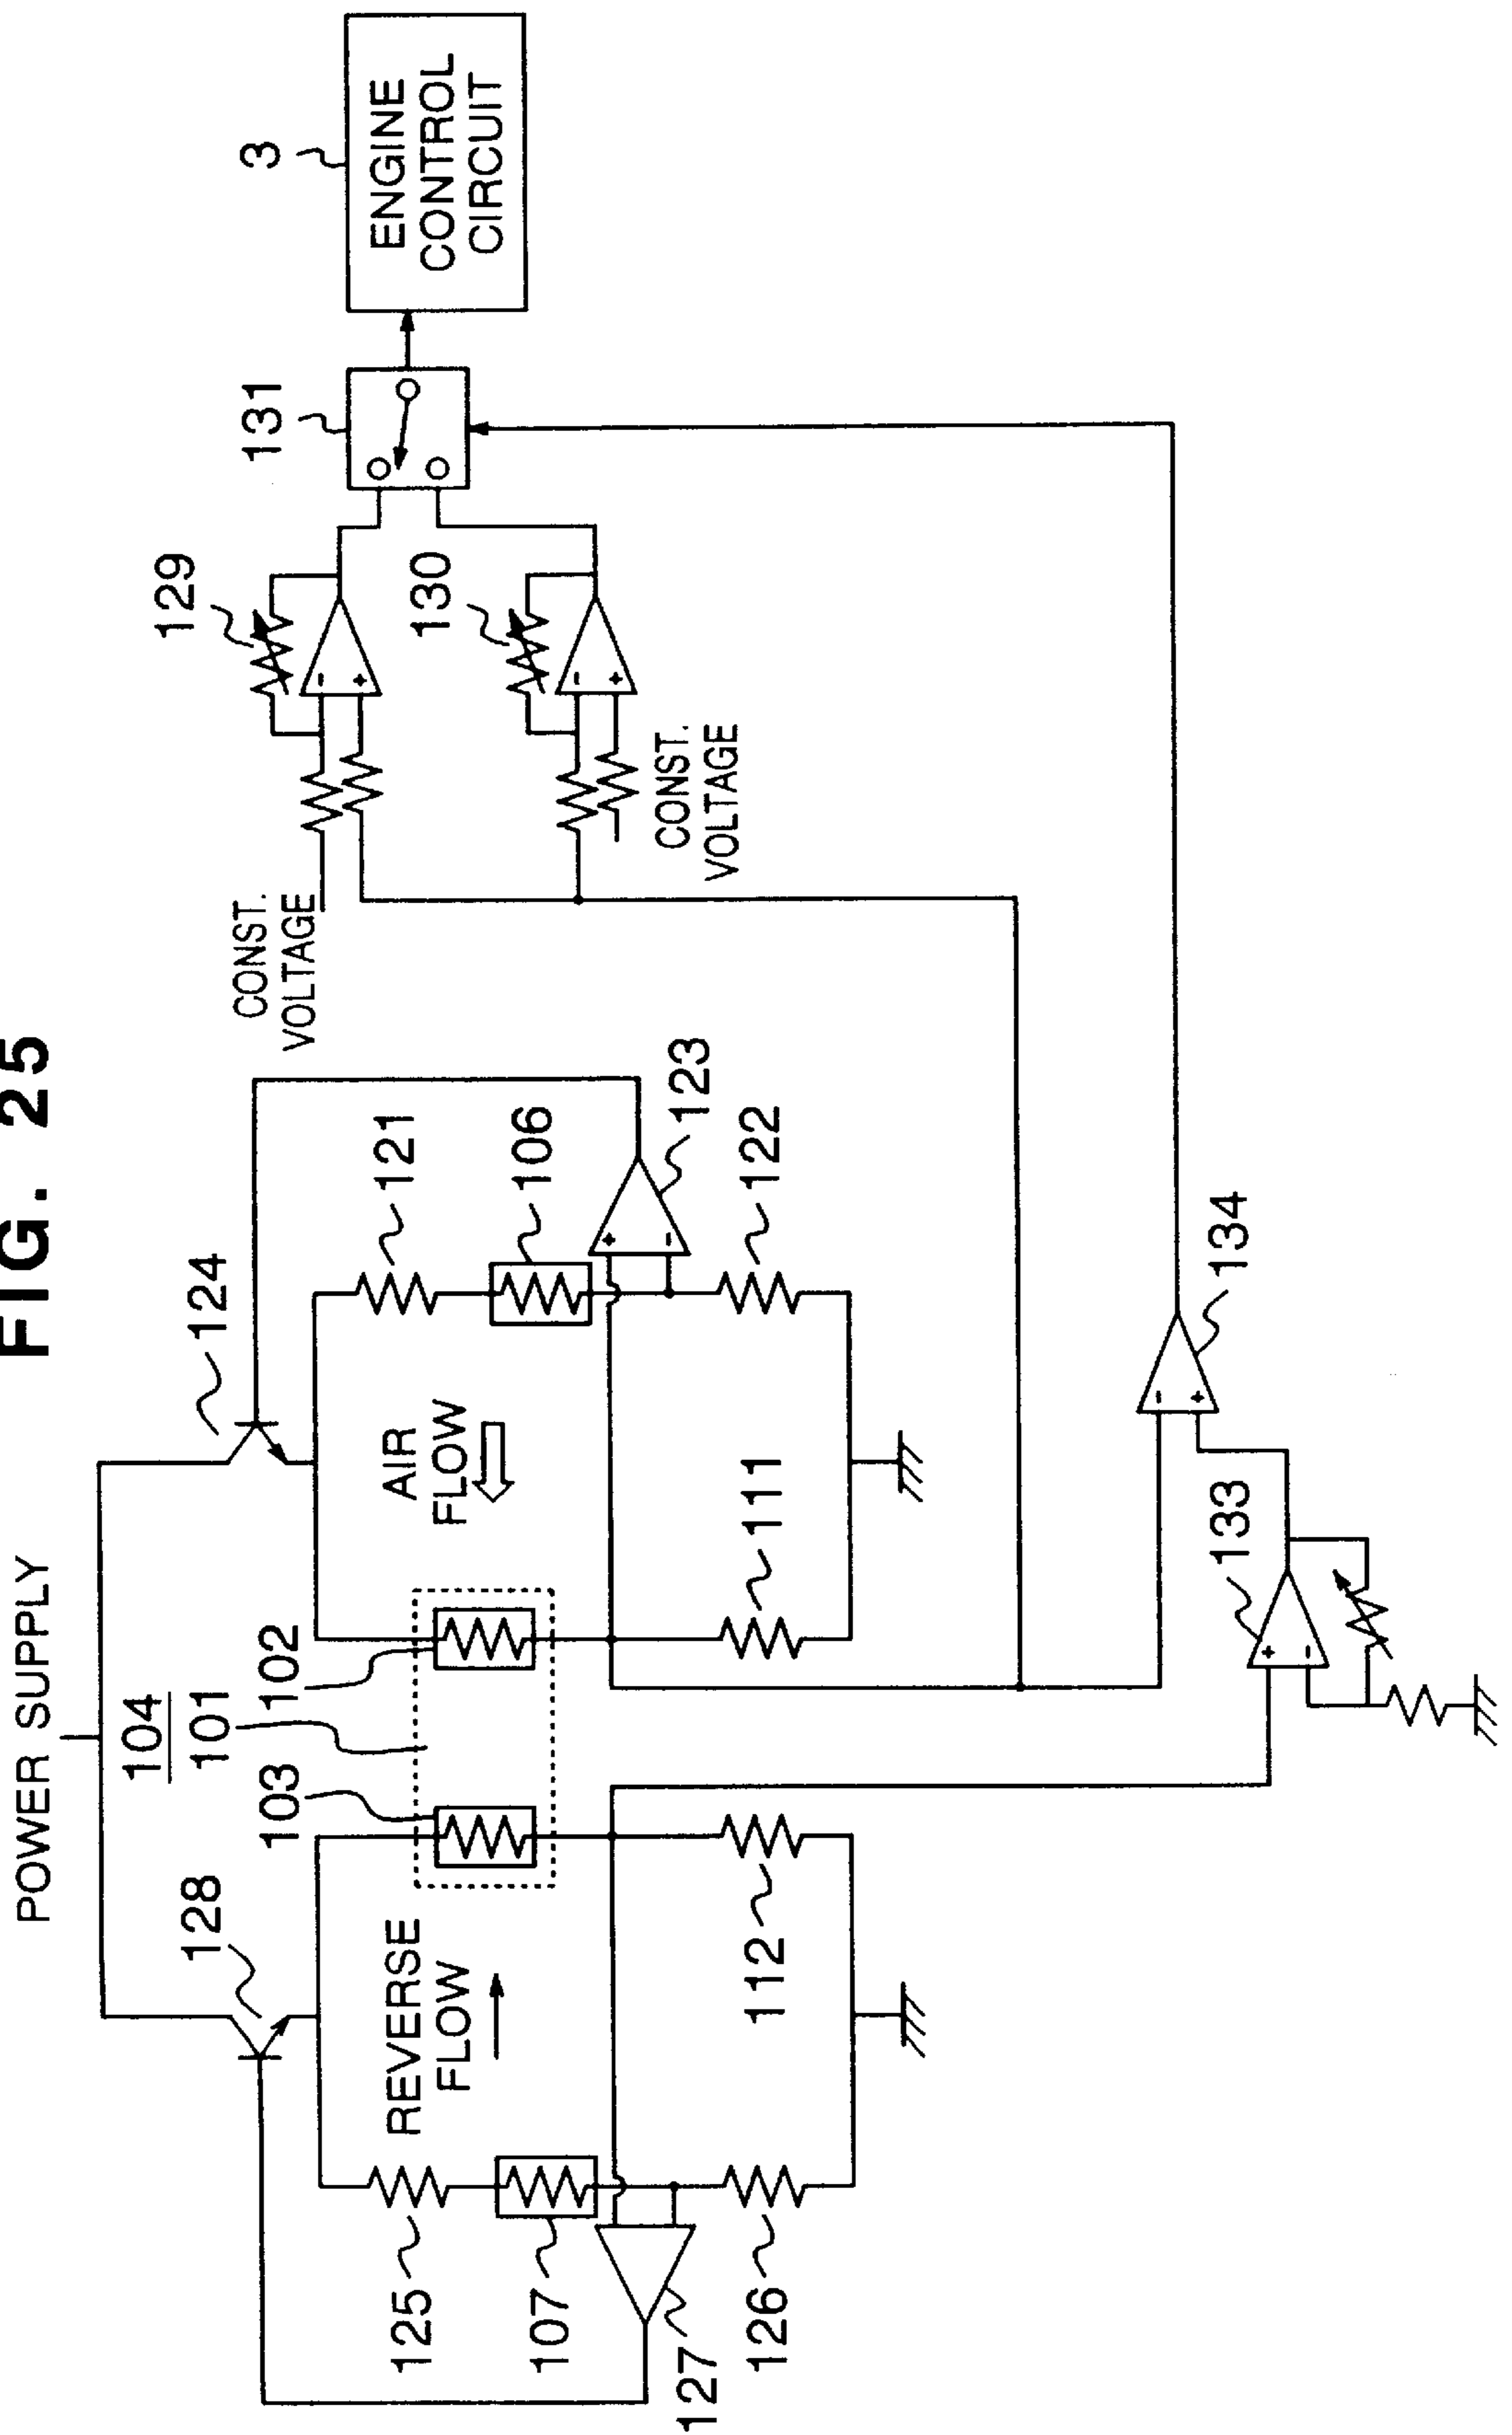 FIG. 25
POWER SUPPLY
104
101
128
103
102
124
REVERSE
FLOW
AIR
FLOW
125
107
127
126
112
111
121
106
123
122
133
134
CONST.
VOLTAGE
129
130
CONST.
VOLTAGE
131
3
ENGINE
CONTROL
CIRCUIT
+
-
+
-
-
+
-
+
-
+